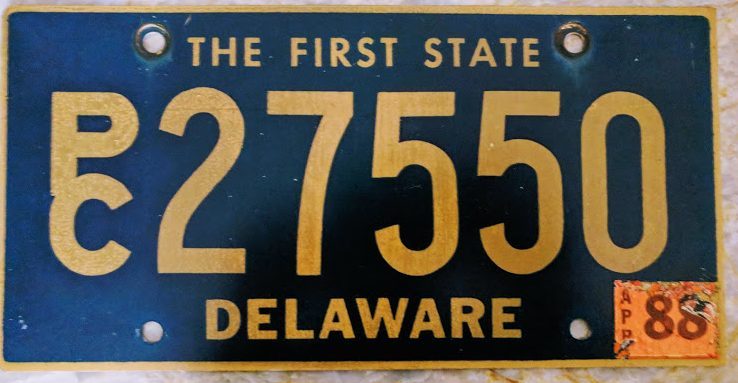 THE FIRST STATE
PC 27550
DELAWARE
APR 88